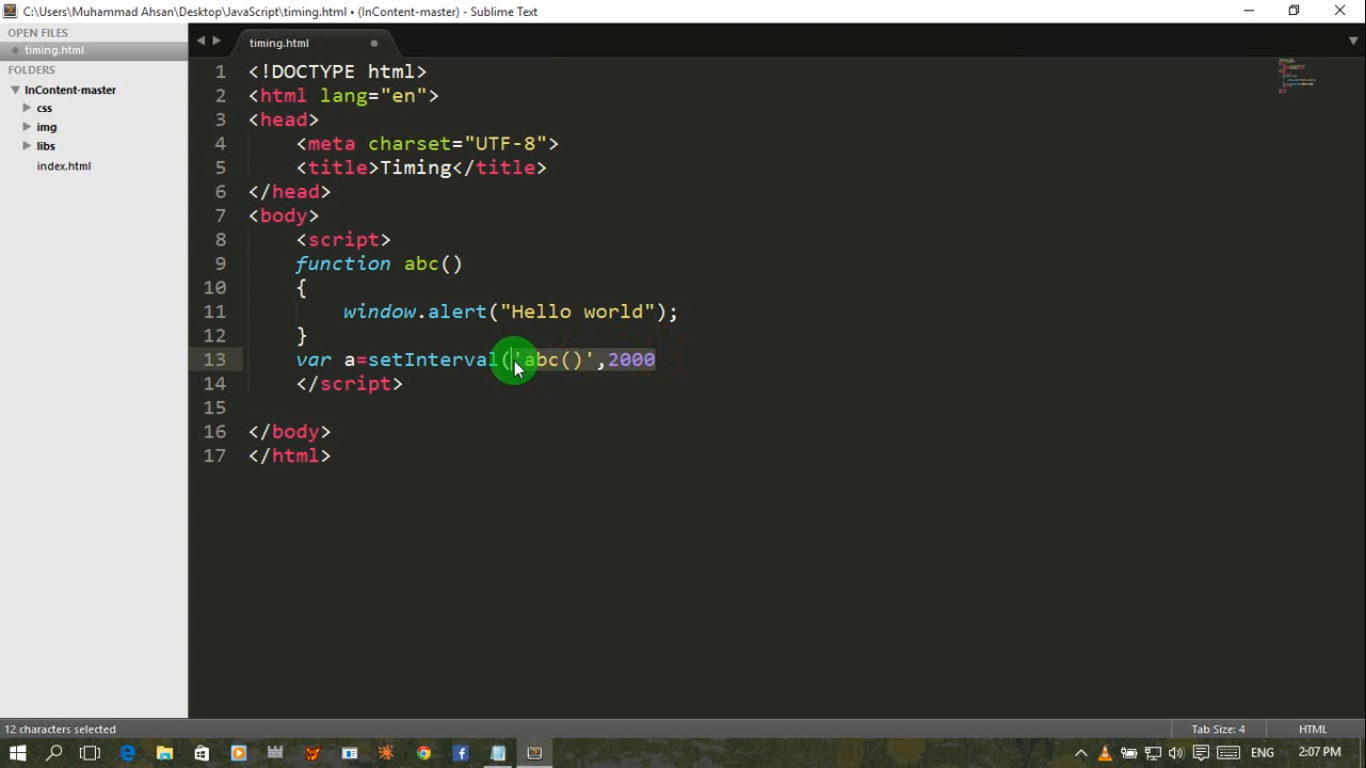 C:\Users\Muhammad Ahsan\Desktop\JavaScript\timing.html • (InContent-master) - Sublime Text
OPEN FILES
timing.html
FOLDERS
InContent-master
css
img
libs
index.html
timing.html
1 <!DOCTYPE html>
2 <html lang="en">
3 <head>
4 <meta charset="UTF-8">
5 <title>Timing</title>
6 </head>
7 <body>
8 <script>
9 function abc()
10 {
11 window.alert("Hello world");
12 }
13 var a=setInterval('abc()',2000
14 </script>
15
16 </body>
17 </html>
12 characters selected
Tab Size: 4
HTML
ENG
2:07 PM